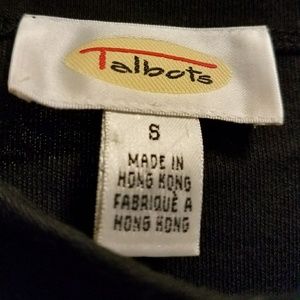 Talbots
S
MADE IN
HONG KONG
FABRIQUÉ A
HONG KONG